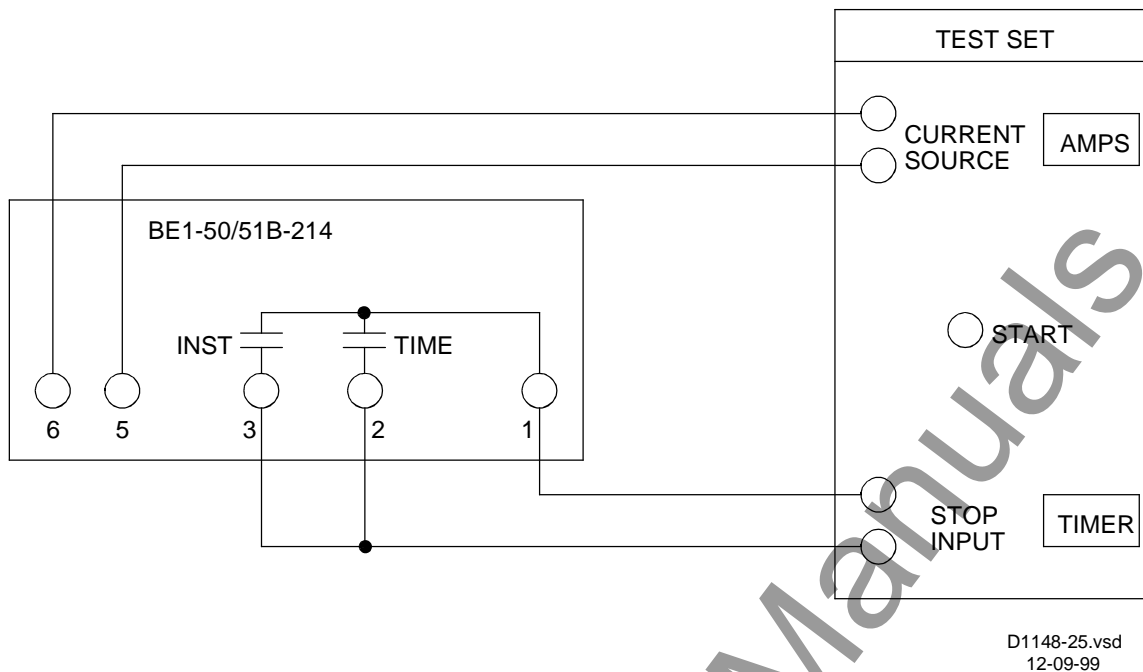 TEST SET
CURRENT
SOURCE
AMPS
BE1-50/51B-214
START
INST
TIME
6
5
3
2
1
STOP
INPUT
TIMER
Manuals
D1148-25.vsd
12-09-99